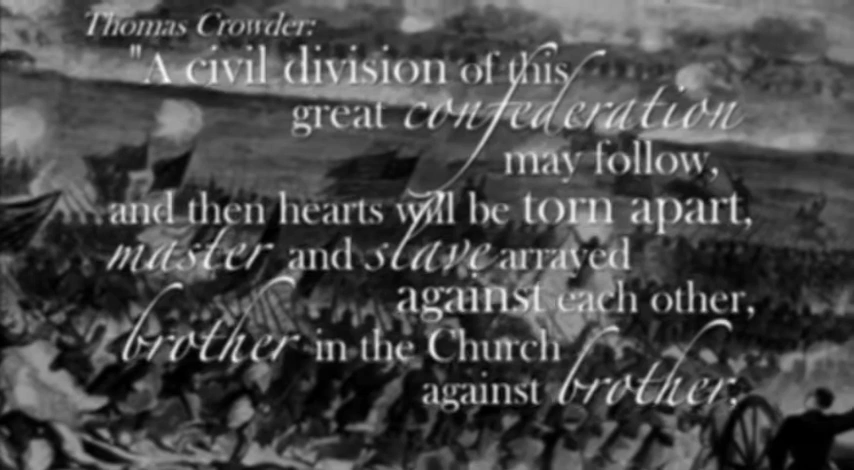 Thomas Crowder:
"A civil division of this
great confederation
may follow,
and then hearts will be torn apart,
master and slave arrayed
against each other,
brother in the Church
against brother;